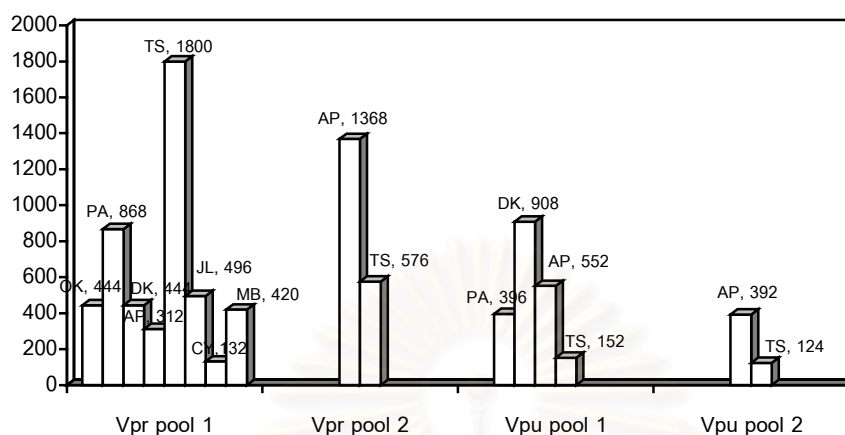 2000
1800
1600
1400
1200
1000
800
600
400
200
0
TS, 1800
PA, 868
OK, 444
DK, 444
AP, 312
JL, 496
CY, 132
MB, 420
AP, 1368
TS, 576
DK, 908
PA, 396
AP, 552
TS, 152
AP, 392
TS, 124
Vpr pool 1
Vpr pool 2
Vpu pool 1
Vpu pool 2